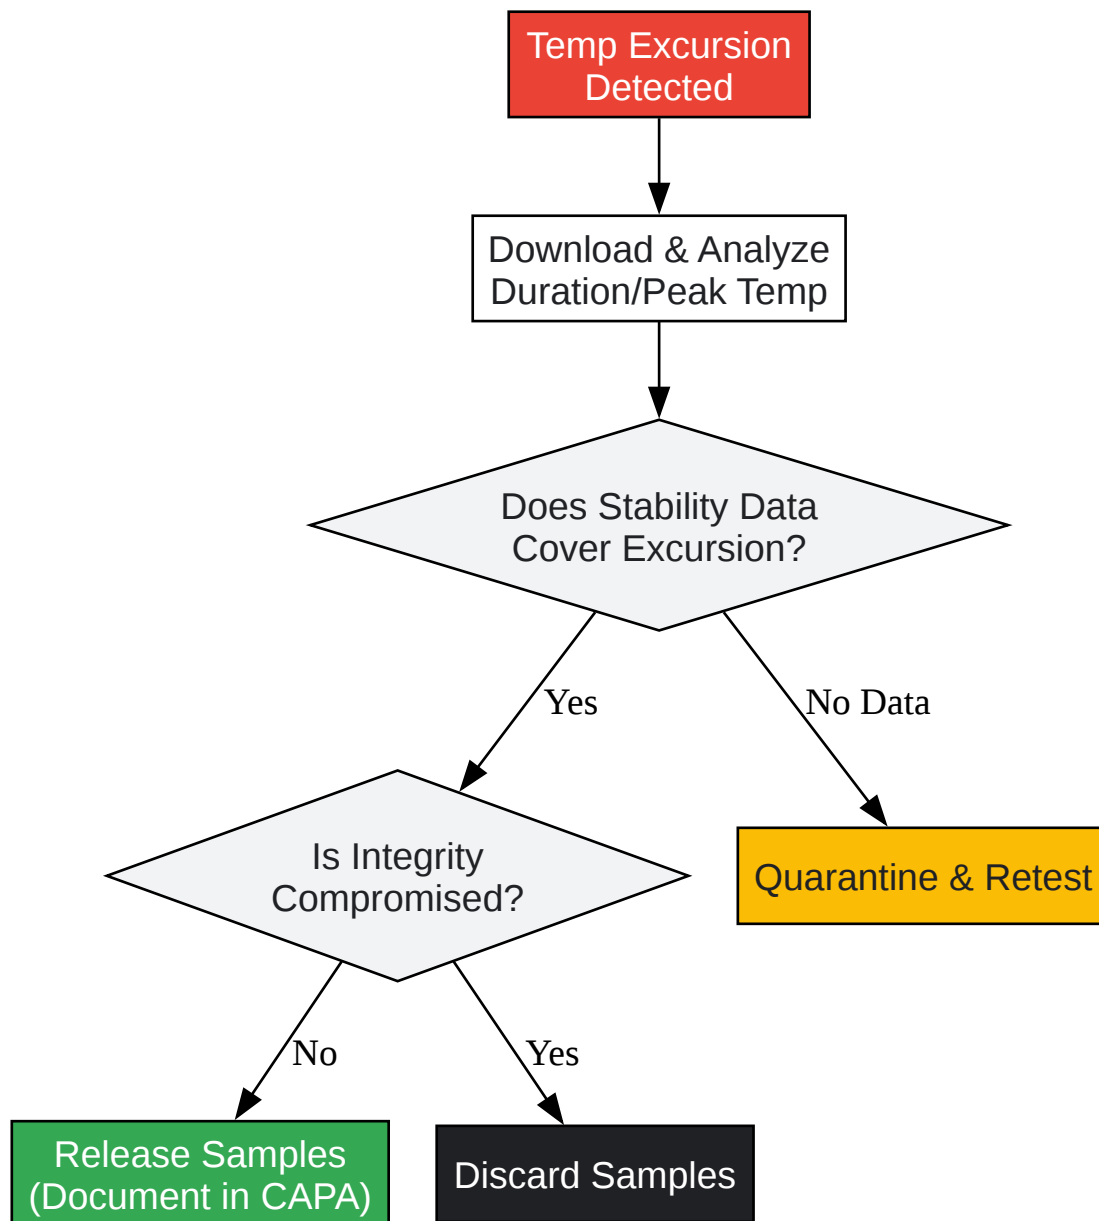 Temp Excursion
Detected
Download & Analyze
Duration/Peak Temp
Does Stability Data
Cover Excursion?
Yes
No Data
Is Integrity
Compromised?
Quarantine & Retest
No
Yes
Release Samples
(Document in CAPA)
Discard Samples